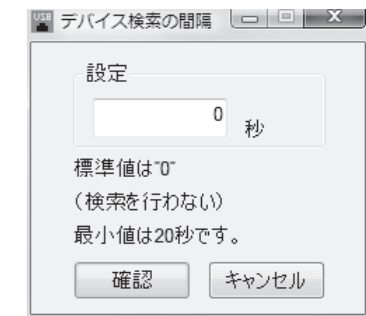 USB
デバイス検索の間隔
設定
0
秒
標準値は"0"
（検索を行わない）
最小値は20秒です。
確認
キャンセル